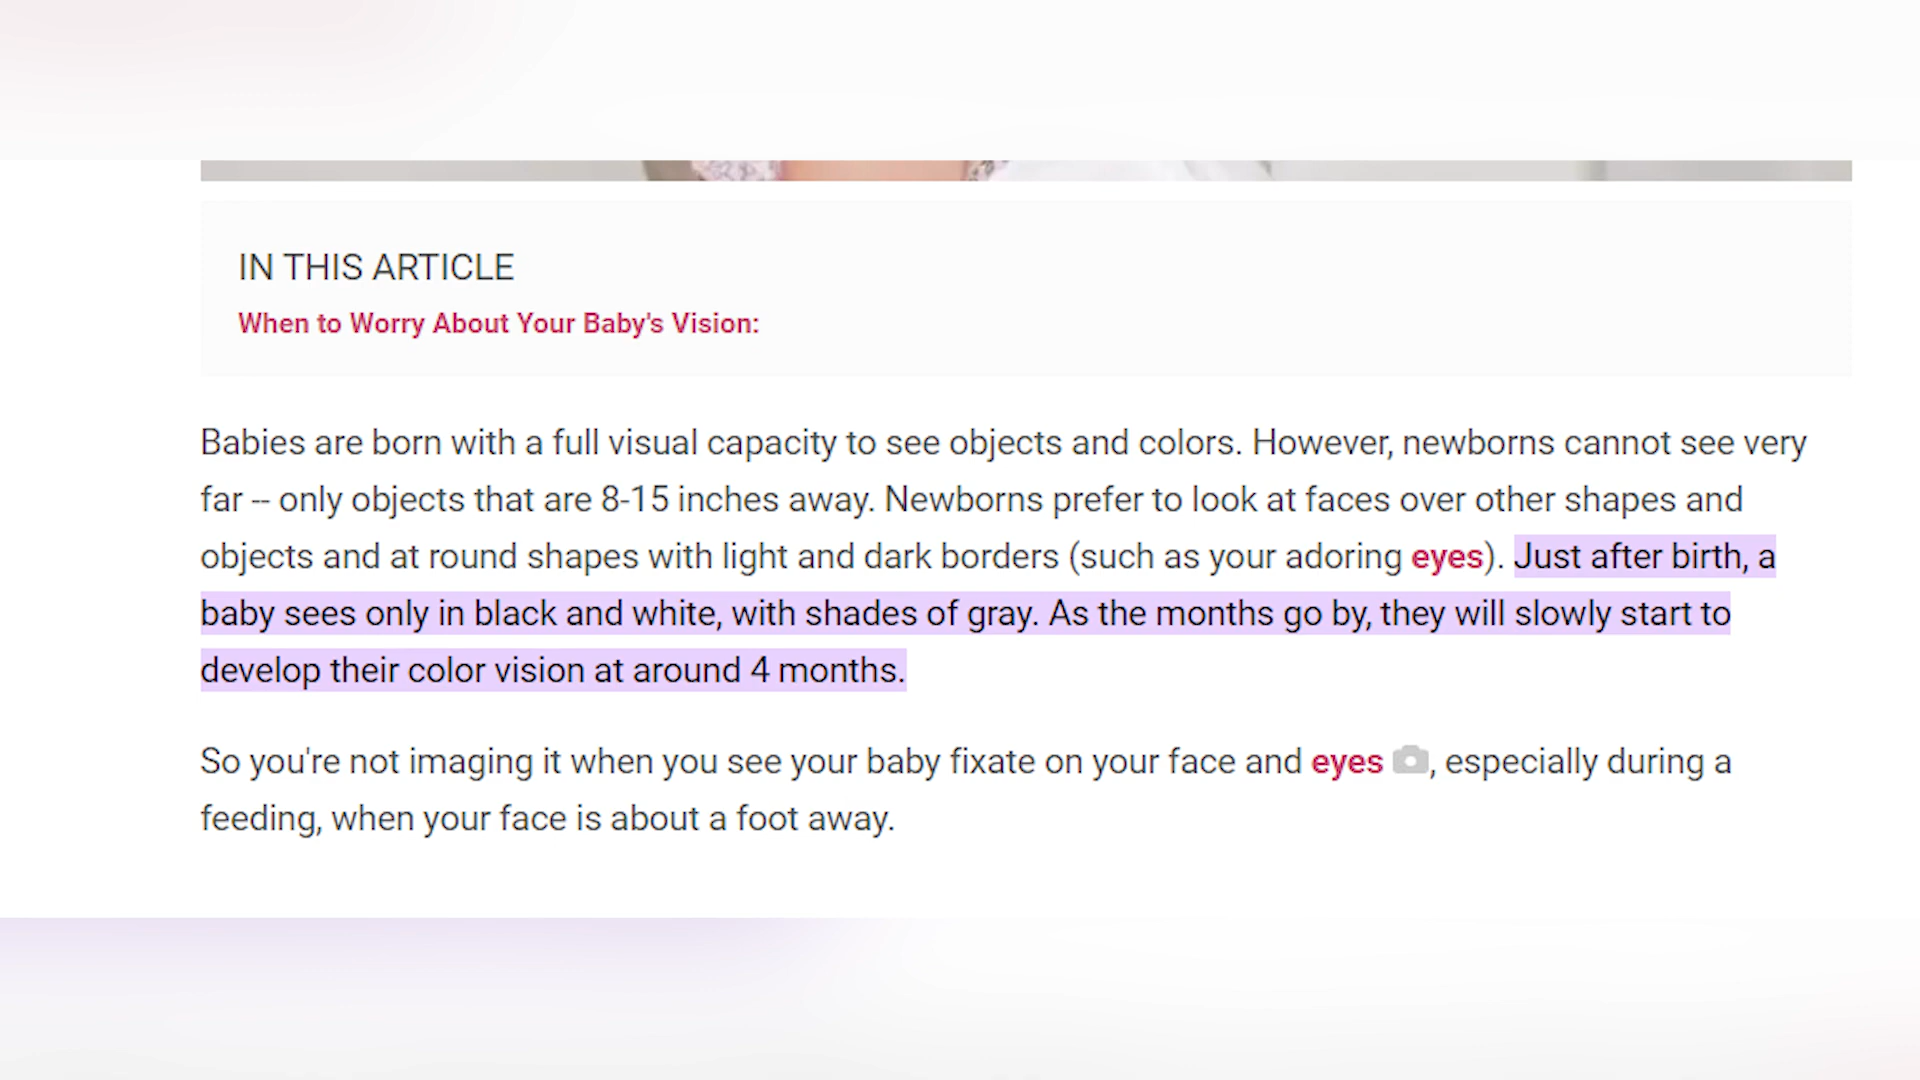 IN THIS ARTICLE
When to Worry About Your Baby's Vision:
Babies are born with a full visual capacity to see objects and colors. However, newborns cannot see very
far -- only objects that are 8-15 inches away. Newborns prefer to look at faces over other shapes and
objects and at round shapes with light and dark borders (such as your adoring eyes). Just after birth, a
baby sees only in black and white, with shades of gray. As the months go by, they will slowly start to
develop their color vision at around 4 months.
So you're not imaging it when you see your baby fixate on your face and eyes , especially during a
feeding, when your face is about a foot away.